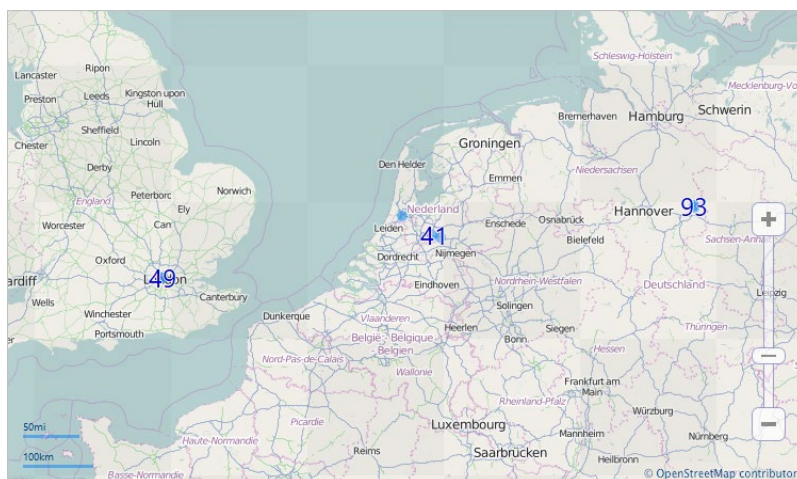 Schleswig-Holstein
Ripon
Lancaster
Mecklenburg-Vo
Preston
Leeds
Kingston upon
Hull
Bremerhaven
Hamburg
Schwerin
Sheffield
Chester
Lincoln
Groningen
Den Helder
Derby
Niedersachsen
Emmen
Norwich
Peterborc
England
Nederland
93
Ely
Hannover
Worcester
Can
Leiden
Enschede
Osnabrück
41
Bielefeld
Sachsen-Anha
Oxford
Dordrecht
Nijmegen
ardiff
49
London
Eindhoven
Nordrhein-Westfalen
Deutschland
Leipzig
Wells
Canterbury
Winchester
Dunkerque
Vlaanderen
Solingen
Portsmouth
Heerlen
Siegen
Thüringen
België - Belgique
Belgien
Bonn
Nord-Pas-de-Calais
Hessen
Wallonie
Frankfurt am
Main
Rheinland-Pfalz
Würzburg
50mi
Picardie
Luxembourg
Mannheim
Nürnberg
Haute-Normandie
100km
Reims
Saarbrücken
Heilbronn
Basse-Normandie
© OpenStreetMap contributor